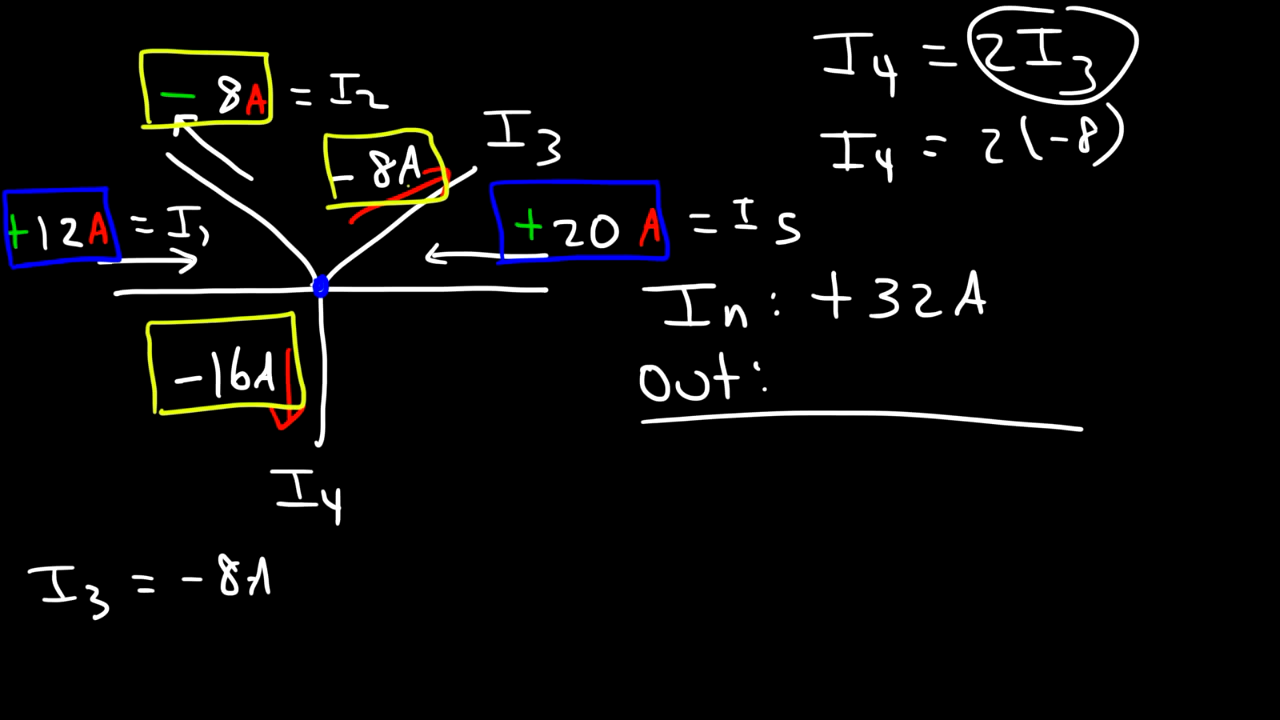 I4 = 2I3
- 8A = I2
I3
I4 = 2(-8)
- 8A
+12A = I1
+20 A = I5
In: +32A
-16A
Out:
I4
I3 = -8A